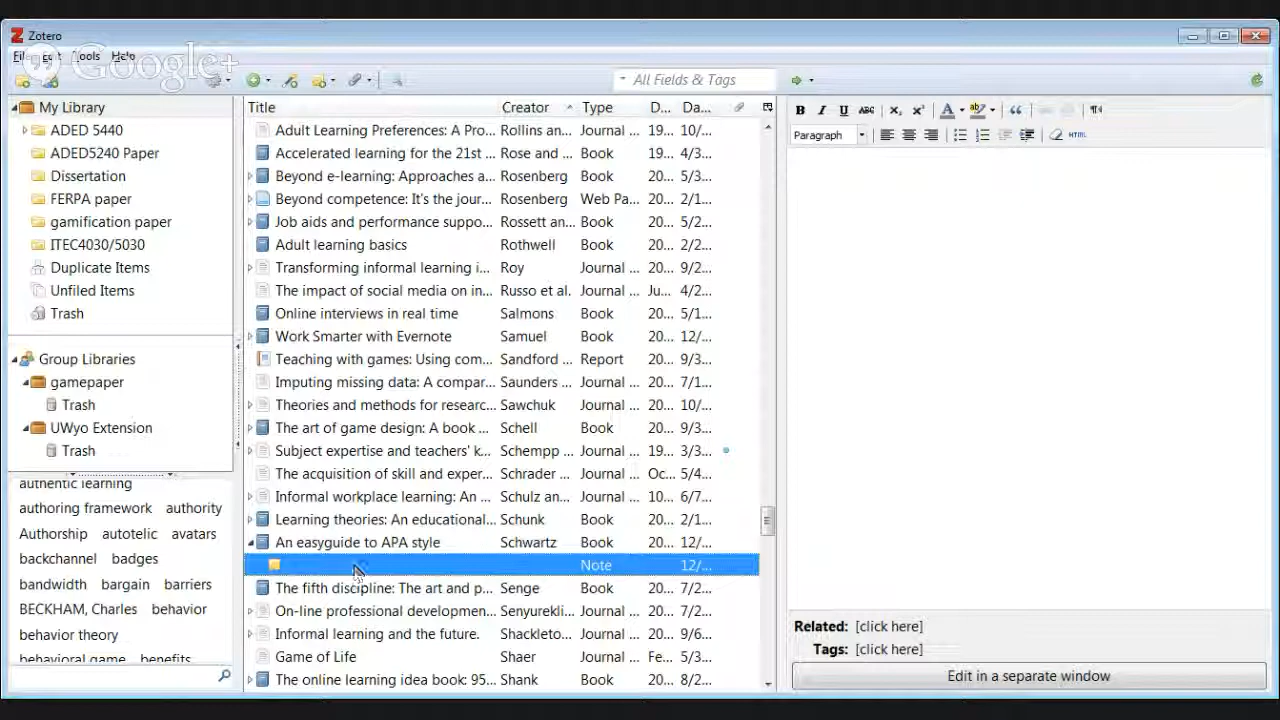 Zotero
File Edit Tools Help
Google+
All Fields & Tags
My Library
ADED 5440
ADED5240 Paper
Dissertation
FERPA paper
gamification paper
ITEC4030/5030
Duplicate Items
Unfiled Items
Trash
Group Libraries
gamepaper
Trash
UWyo Extension
Trash
authentic learning
authoring framework authority
Authorship autotelic avatars
backchannel badges
bandwidth bargain barriers
BECKHAM, Charles behavior
behavior theory
behavioral game benefits
Title Creator Type D... Da...
Adult Learning Preferences: A Pro... Rollins an... Journal ... 19... 10/...
Accelerated learning for the 21st ... Rose and ... Book 19... 4/3...
Beyond e-learning: Approaches a... Rosenberg Book 20... 5/3...
Beyond competence: It's the jour... Rosenberg Web Pa... 20... 2/1...
Job aids and performance suppo... Rossett an... Book 20... 5/2...
Adult learning basics Rothwell Book 20... 2/2...
Transforming informal learning i... Roy Journal ... 20... 9/2...
The impact of social media on in... Russo et al. Journal ... Ju... 4/2...
Online interviews in real time Salmons Book 20... 5/1...
Work Smarter with Evernote Samuel Book 20... 12/...
Teaching with games: Using com... Sandford ... Report 20... 9/3...
Imputing missing data: A compar... Saunders ... Journal ... 20... 7/1...
Theories and methods for researc... Sawchuk Journal ... 20... 10/...
The art of game design: A book ... Schell Book 20... 9/3...
Subject expertise and teachers' k... Schempp ... Journal ... 19... 3/3...
The acquisition of skill and exper... Schrader ... Journal ... Oc... 5/4...
Informal workplace learning: An ... Schulz an... Journal ... 10... 6/7...
Learning theories: An educational... Schunk Book 20... 2/1...
An easyguide to APA style Schwartz Book 20... 12/...
Note 12/...
The fifth discipline: The art and p... Senge Book 20... 7/2...
On-line professional developmen... Senyurekli... Journal ... 20... 7/2...
Informal learning and the future. Shackleto... Journal ... 20... 9/6...
Game of Life Shaer Journal ... Fe... 5/3...
The online learning idea book: 95... Shank Book 20... 8/2...
B I U ABC
Paragraph HTML
Related: [click here]
Tags: [click here]
Edit in a separate window